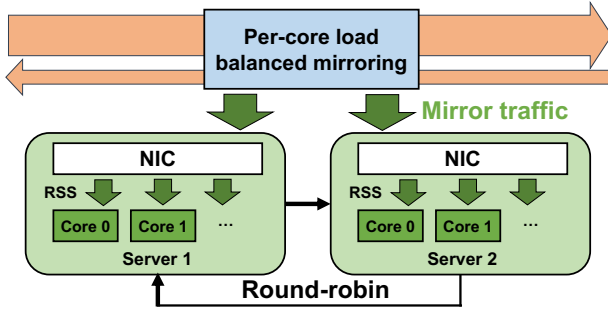 Per-core load
balanced mirroring
Mirror traffic
NIC
RSS
Core 0
Core 1
...
Server 1
NIC
RSS
Core 0
Core 1
...
Server 2
Round-robin